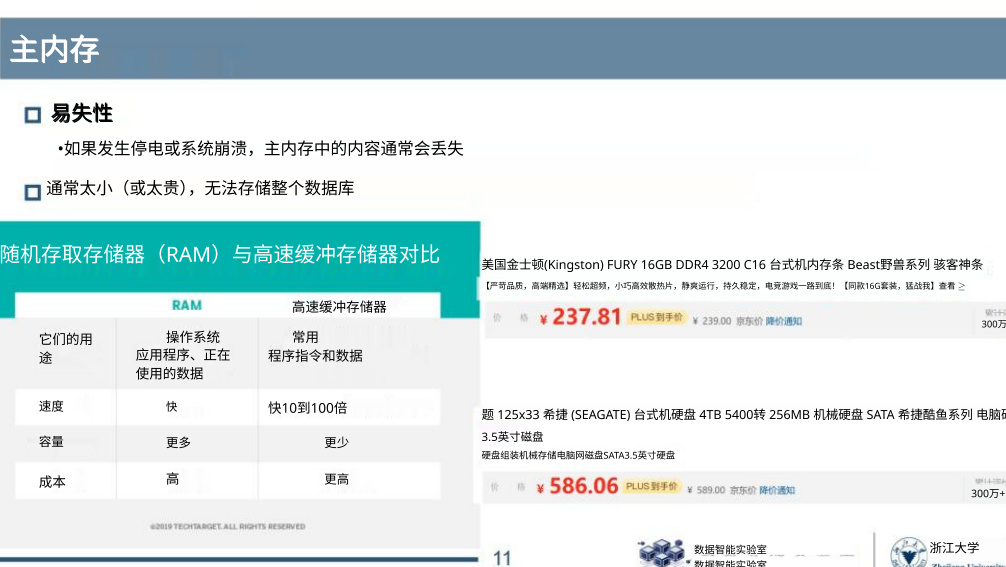 主内存
易失性
•如果发生停电或系统崩溃，主内存中的内容通常会丢失
通常太小（或太贵），无法存储整个数据库
随机存取存储器（RAM）与高速缓冲存储器对比
RAM 高速缓冲存储器
它们的用途 操作系统 应用程序、正在使用的数据 常用 程序指令和数据
速度 快 快10到100倍
容量 更多 更少
成本 高 更高
©2019 TECHTARGET. ALL RIGHTS RESERVED
美国金士顿(Kingston) FURY 16GB DDR4 3200 C16 台式机内存条 Beast野兽系列 骇客神条
【严苛品质，高端精选】轻松超频，小巧高效散热片，静爽运行，持久稳定，电竞游戏一路到底！【同款16G套装，猛战我】查看 >
价 格 ¥ 237.81 PLUS到手价 ¥ 239.00 京东价 降价通知
300万
题 125x33 希捷 (SEAGATE) 台式机硬盘 4TB 5400转 256MB 机械硬盘 SATA 希捷酷鱼系列 电脑
3.5英寸磁盘
硬盘组装机械存储电脑网磁盘SATA3.5英寸硬盘
价 格 ¥ 586.06 PLUS到手价 ¥ 589.00 京东价 降价通知
300万+
11
数据智能实验室
数据智能实验室
浙江大学